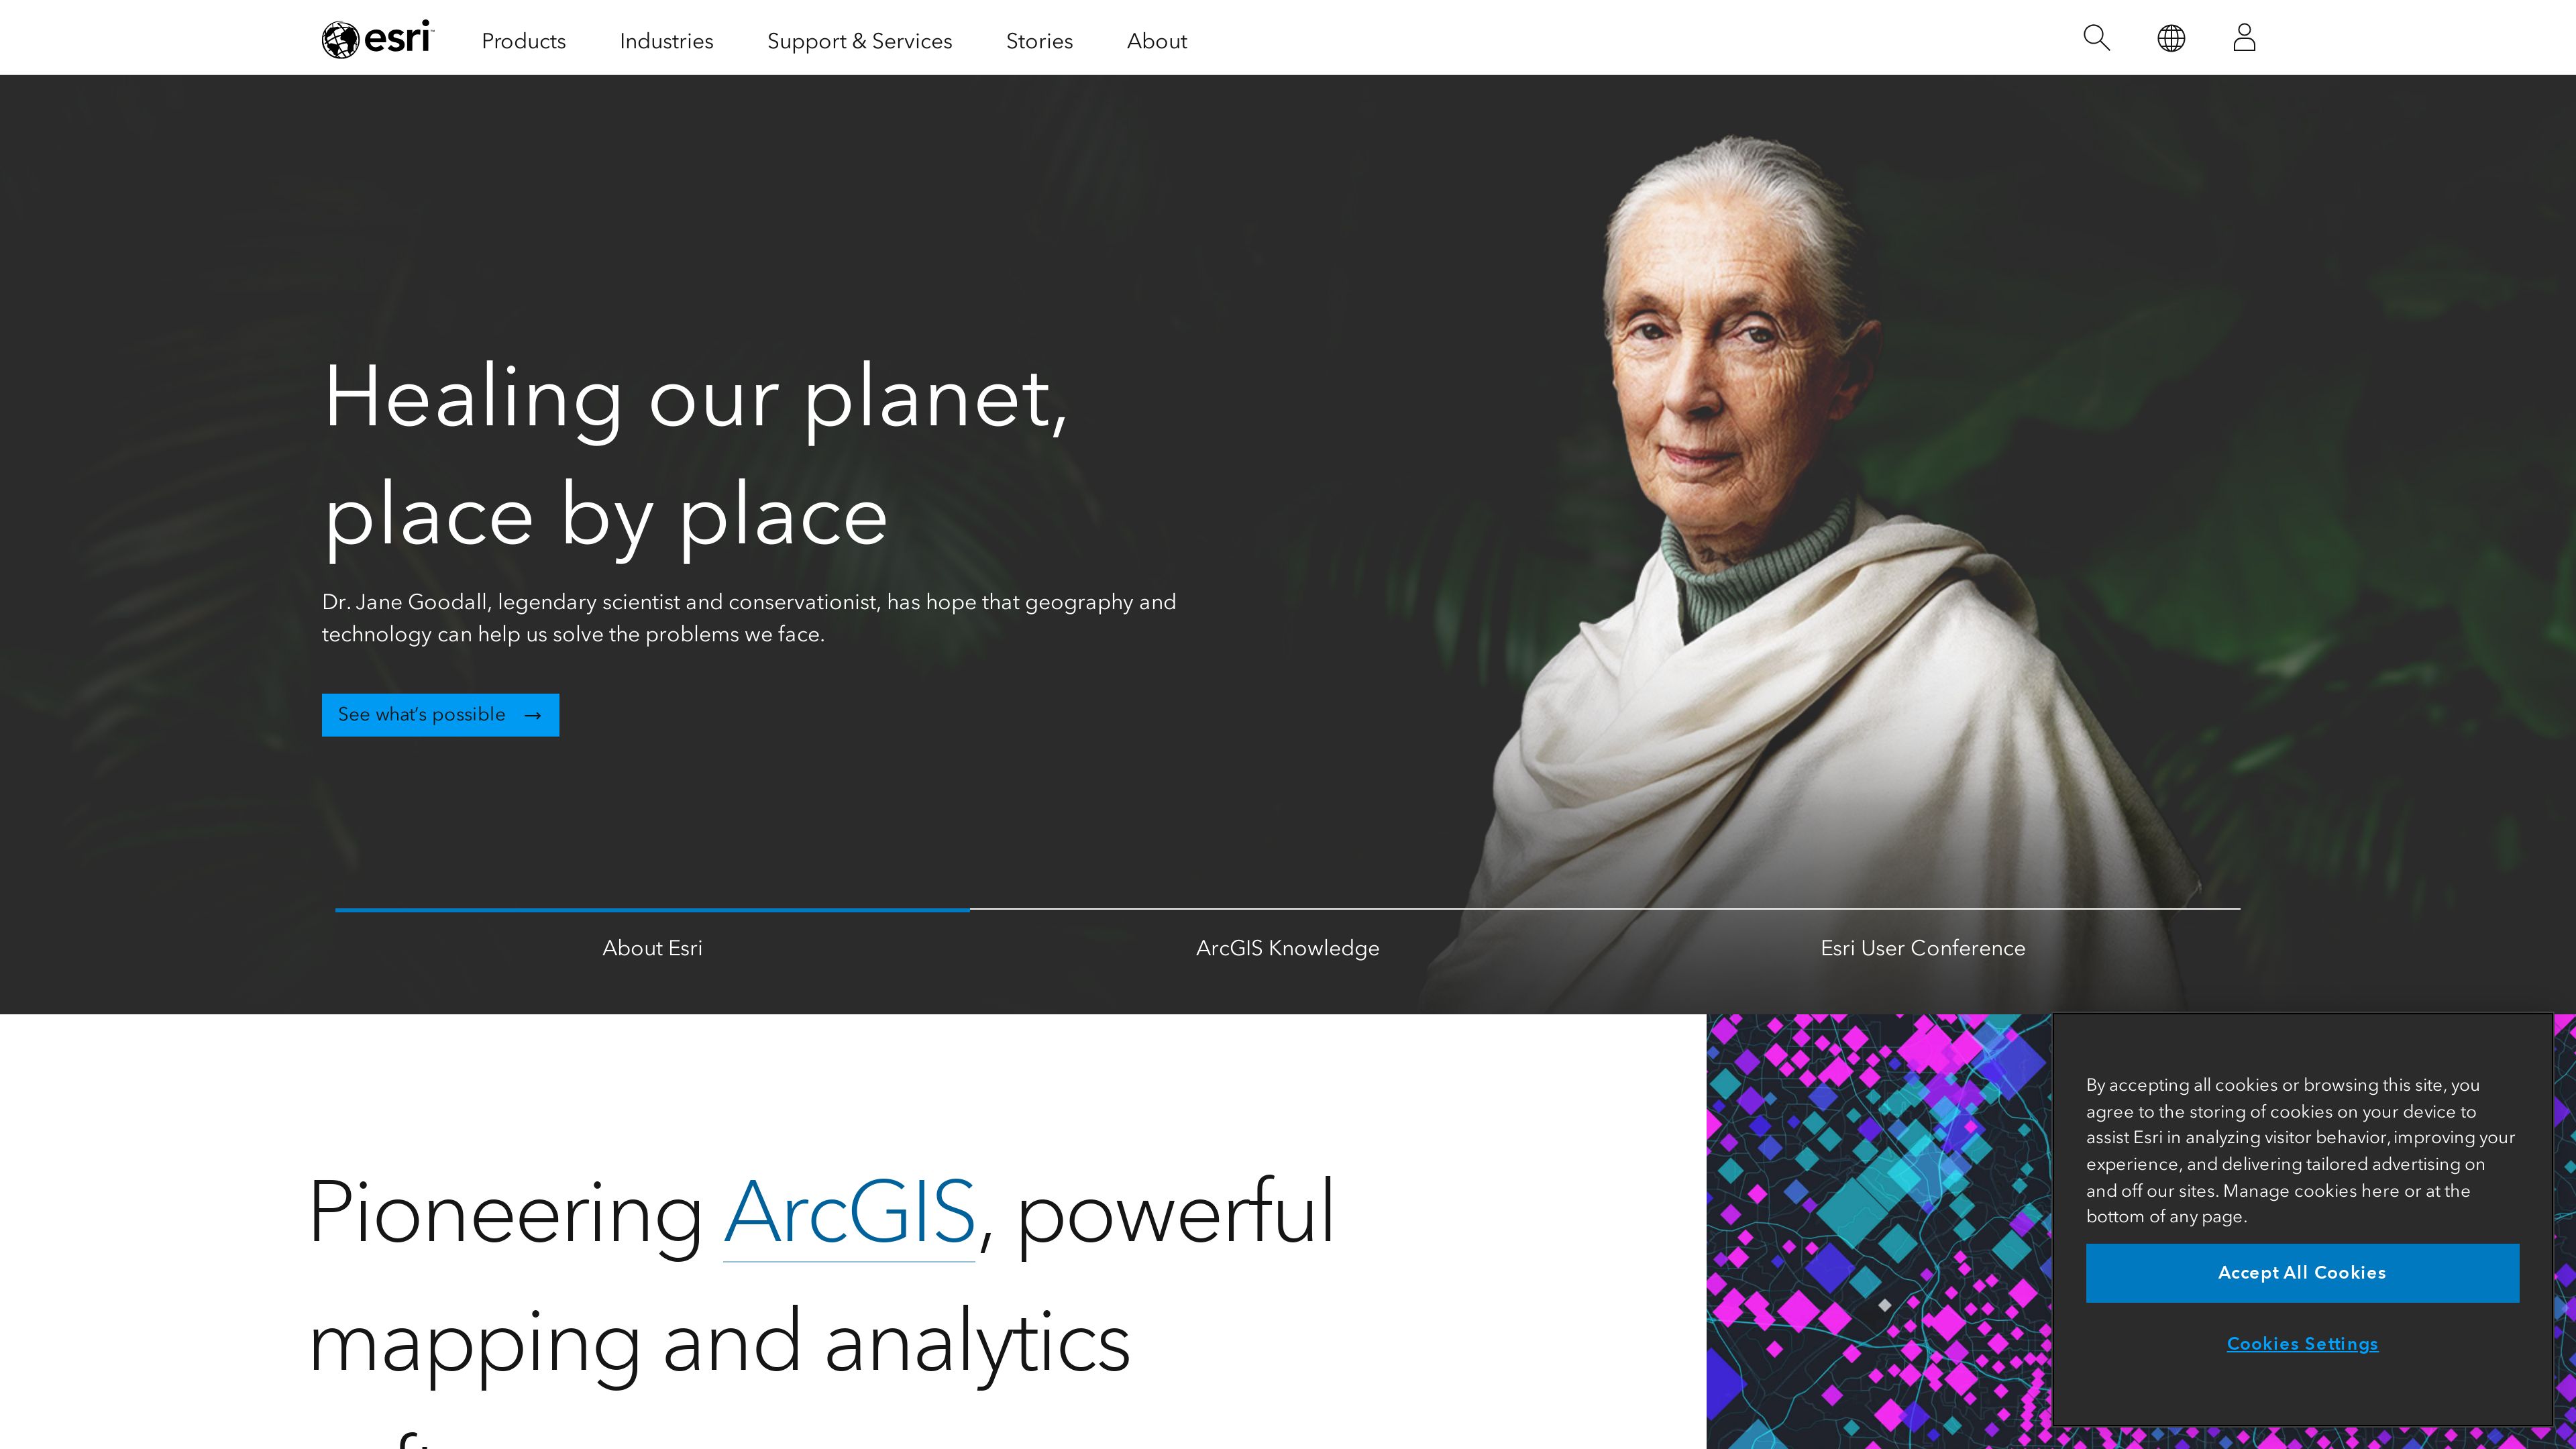 esri
Products
Industries
Support & Services
Stories
About
Healing our planet,
place by place
Dr. Jane Goodall, legendary scientist and conservationist, has hope that geography and
technology can help us solve the problems we face.
See what's possible →
About Esri
ArcGIS Knowledge
Esri User Conference
Pioneering ArcGIS, powerful
mapping and analytics
By accepting all cookies or browsing this site, you
agree to the storing of cookies on your device to
assist Esri in analyzing visitor behavior, improving your
experience, and delivering tailored advertising on
and off our sites. Manage cookies here or at the
bottom of any page.
Accept All Cookies
Cookies Settings